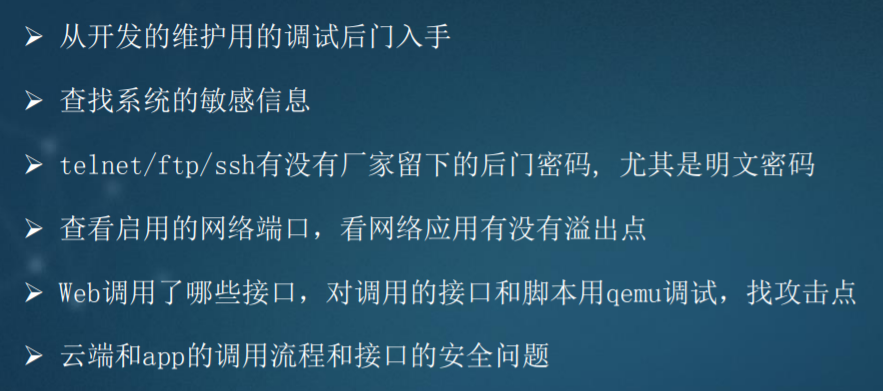 ➢ 从开发的维护用的调试后门入手
➢ 查找系统的敏感信息
➢ telnet/ftp/ssh有没有厂家留下的后门密码, 尤其是明文密码
➢ 查看启用的网络端口，看网络应用有没有溢出点
➢ Web调用了哪些接口，对调用的接口和脚本用qemu调试，找攻击点
➢ 云端和app的调用流程和接口的安全问题